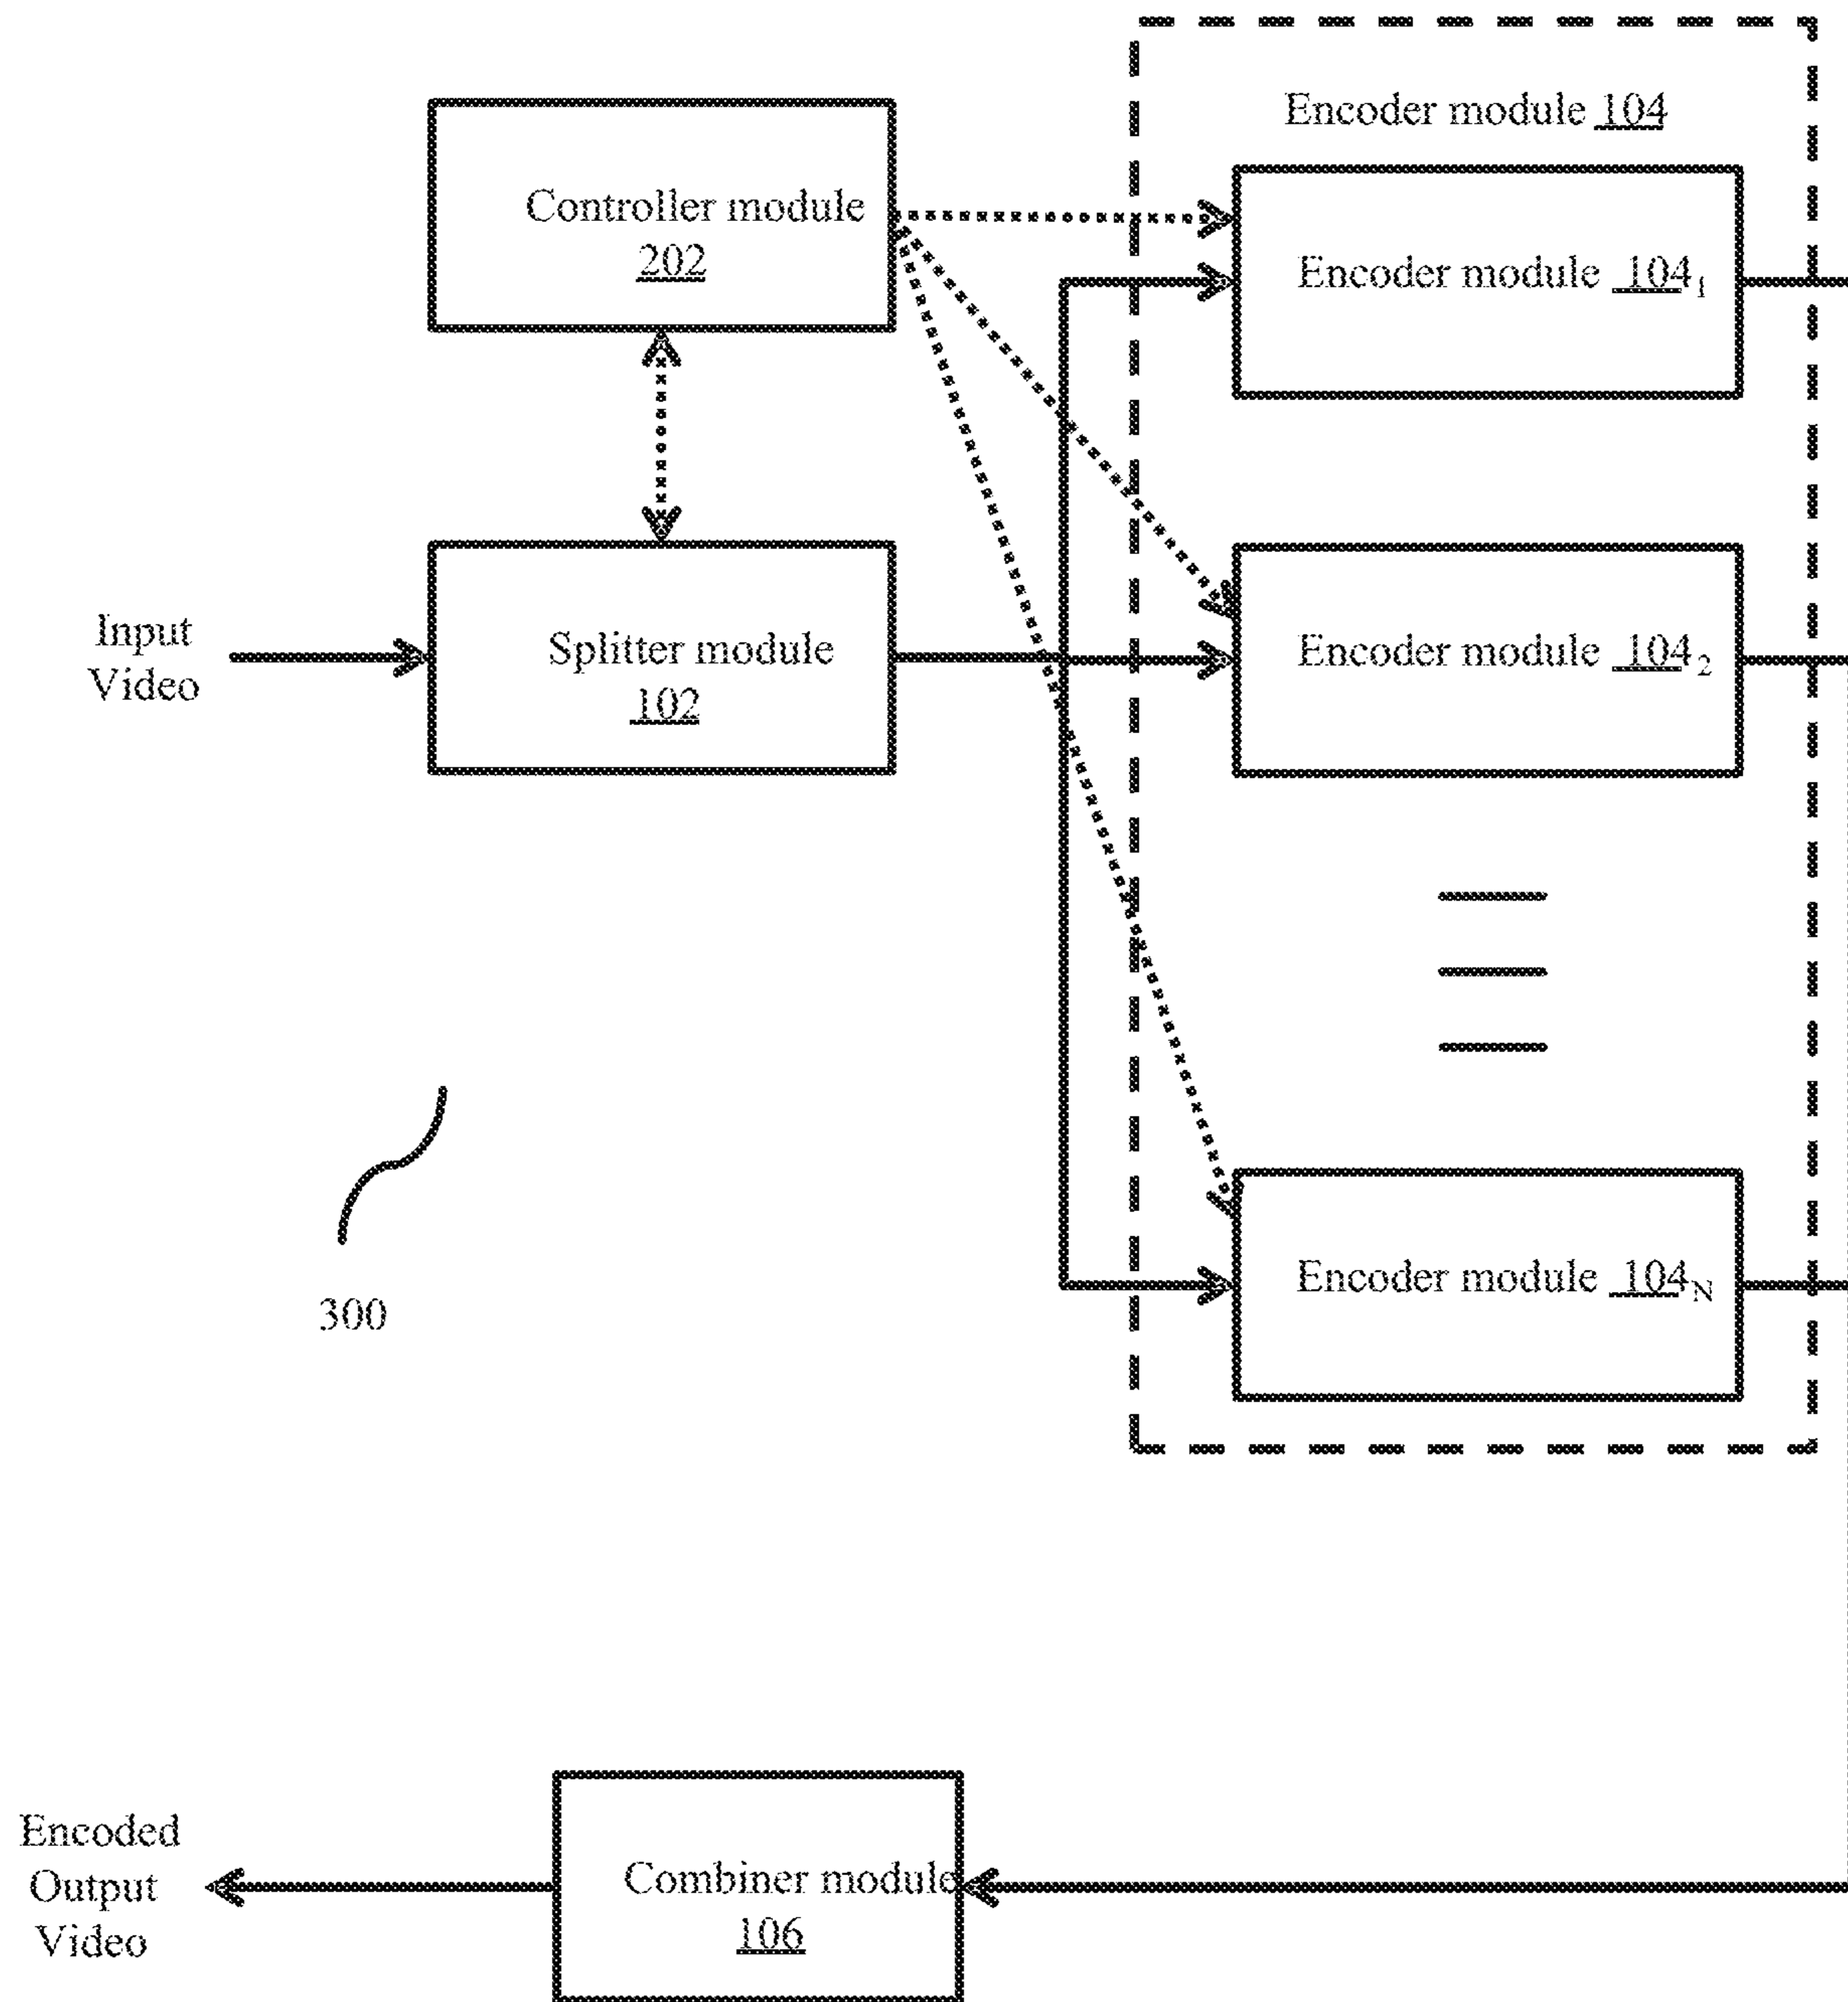 Encoder module 104
Controller module
202
Encoder module 104₁
Input
Video
Splitter module
102
Encoder module 104₂
Encoder module 104N
300
Encoded
Output
Video
Combiner module
106